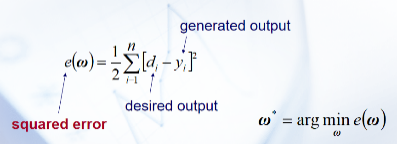 generated output
e(ω) = 1/2 Σ_{i-1}^{n} [d_i − y_i]²
desired output
squared error
ω* = arg min_ω e(ω)